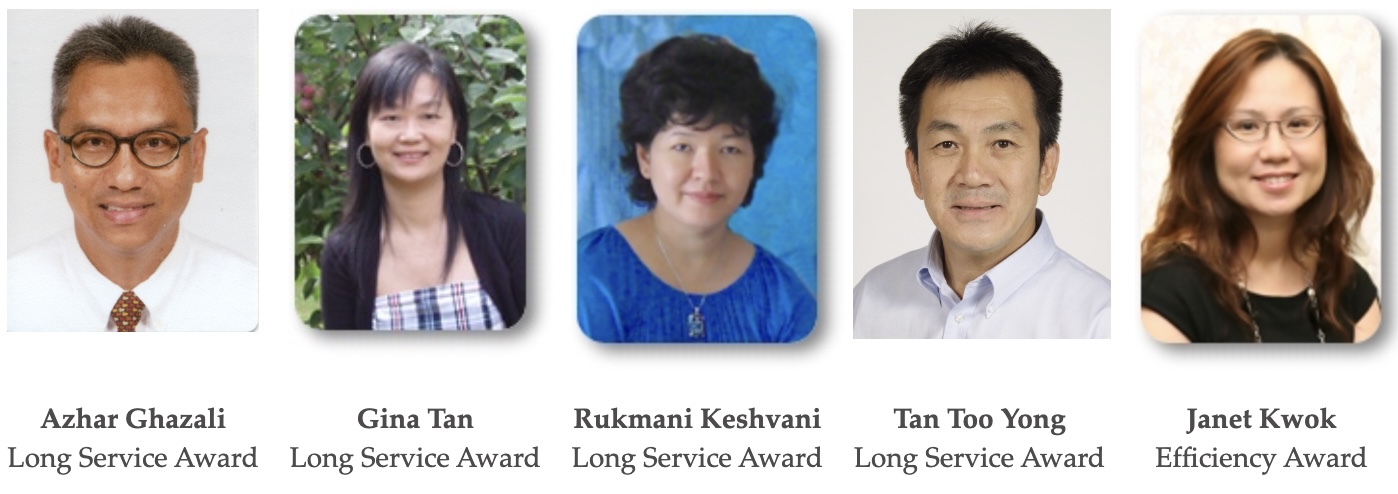 Azhar Ghazali
Long Service Award
Gina Tan
Long Service Award
Rukmani Keshvani
Long Service Award
Tan Too Yong
Long Service Award
Janet Kwok
Efficiency Award